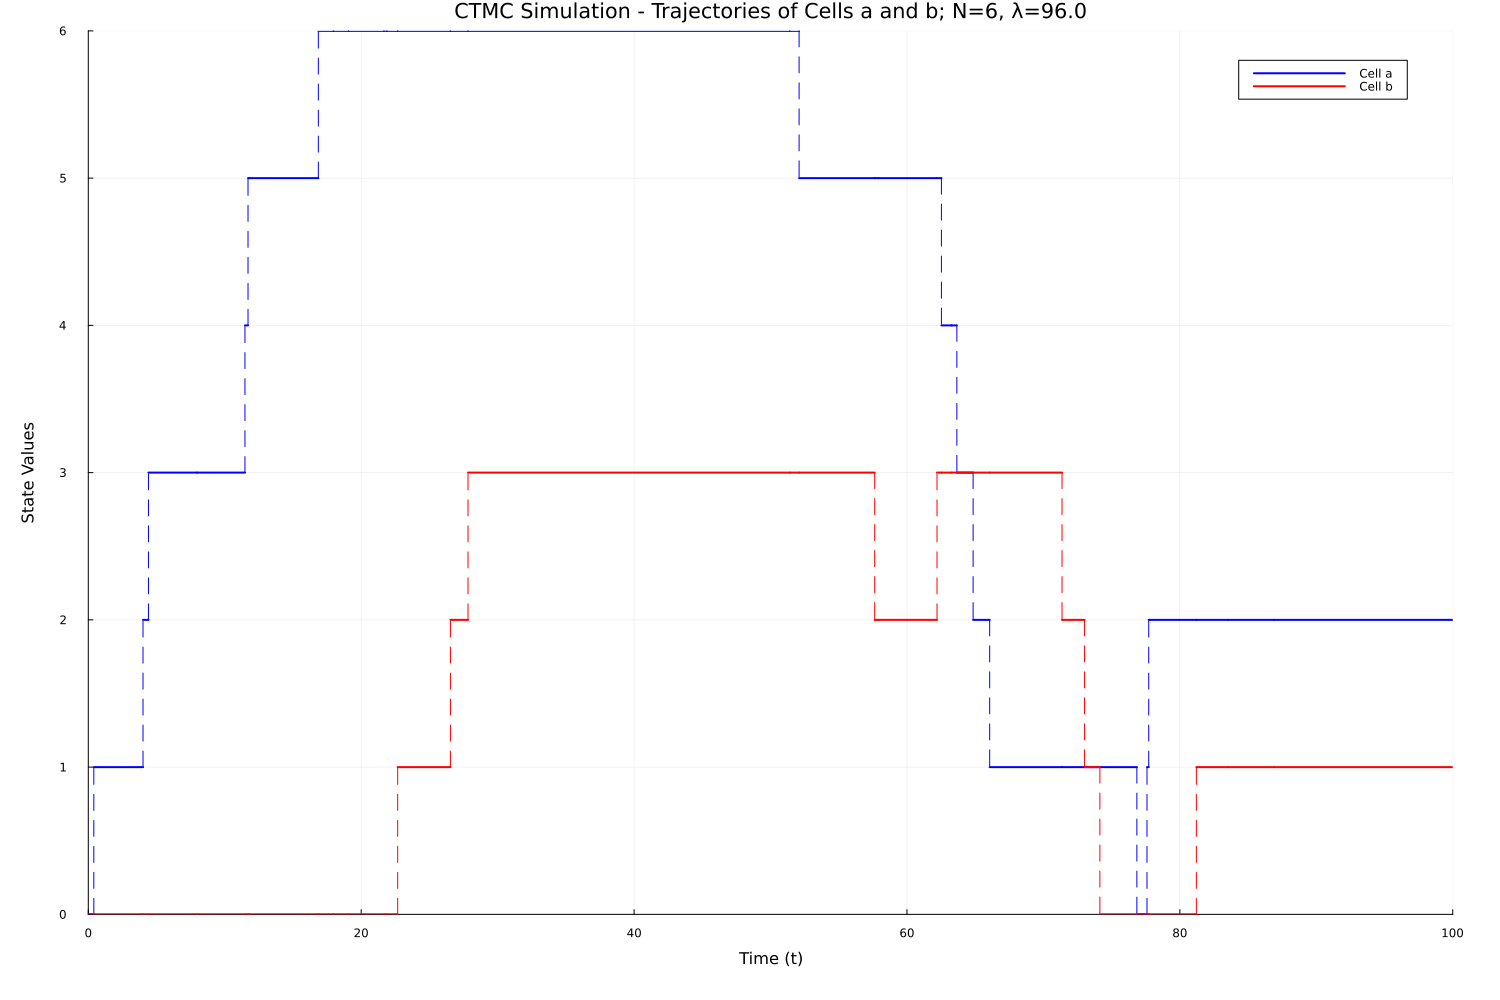 CTMC Simulation - Trajectories of Cells a and b; N=6, λ=96.0
Cell a
Cell b
State Values
6
5
4
3
2
1
0
0 20 40 60 80 100
Time (t)